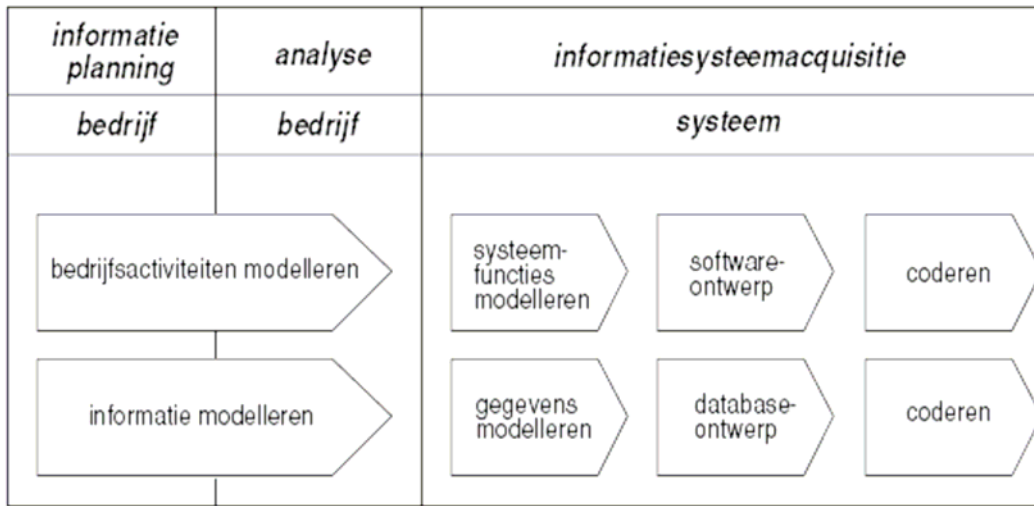 informatie
planning
analyse
informatiesysteemacquisitie
bedrijf
bedrijf
systeem
bedrijfsactiviteiten modelleren
systeem-
functies
modelleren
software-
ontwerp
coderen
informatie modelleren
gegevens
modelleren
database-
ontwerp
coderen